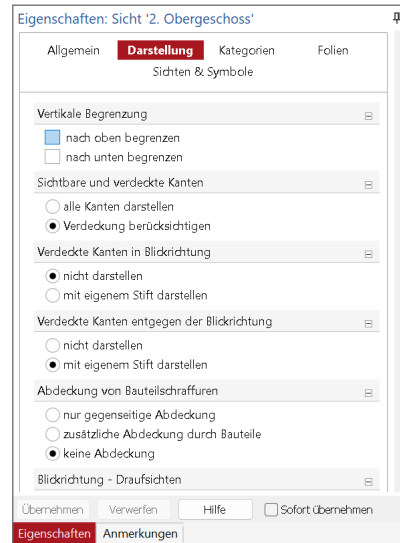 Eigenschaften: Sicht '2. Obergeschoss'
Allgemein Darstellung Kategorien Folien
Sichten & Symbole
Vertikale Begrenzung
nach oben begrenzen
nach unten begrenzen
Sichtbare und verdeckte Kanten
alle Kanten darstellen
Verdeckung berücksichtigen
Verdeckte Kanten in Blickrichtung
nicht darstellen
mit eigenem Stift darstellen
Verdeckte Kanten entgegen der Blickrichtung
nicht darstellen
mit eigenem Stift darstellen
Abdeckung von Bauteilschraffuren
nur gegenseitige Abdeckung
zusätzliche Abdeckung durch Bauteile
keine Abdeckung
Blickrichtung - Draufsichten
Übernehmen Verwerfen Hilfe Sofort übernehmen
Eigenschaften Anmerkungen